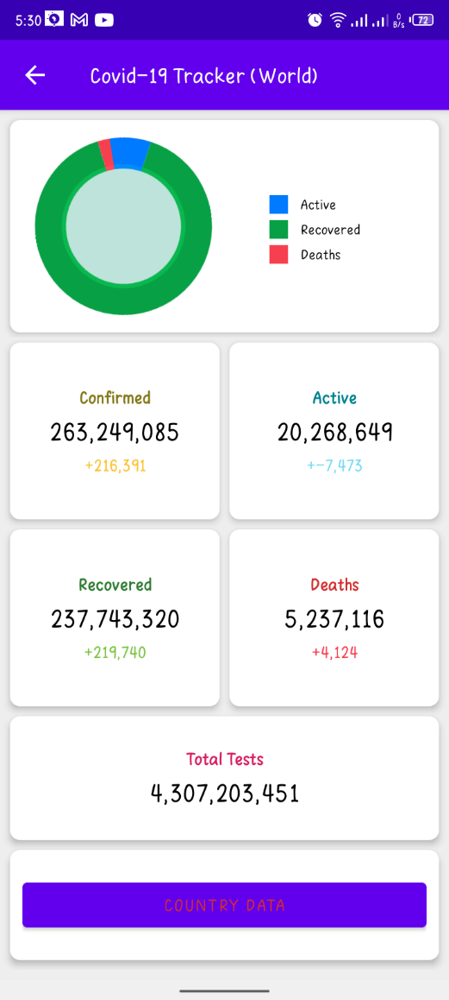 5:30 0 B/s 72
Covid-19 Tracker (World)
Active
Recovered
Deaths
Confirmed Active
263,249,085 20,268,649
+216,391 +-7,473
Recovered Deaths
237,743,320 5,237,116
+219,740 +4,124
Total Tests
4,307,203,451
COUNTRY DATA